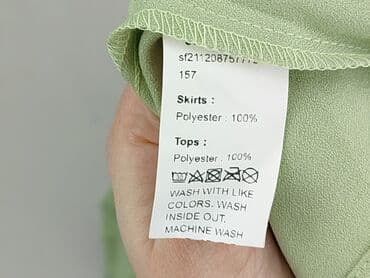 157
Skirts :
Polyester : 100%
Tops :
Polyester : 100%
WASH WITH LIKE
COLORS. WASH
INSIDE OUT.
MACHINE WASH